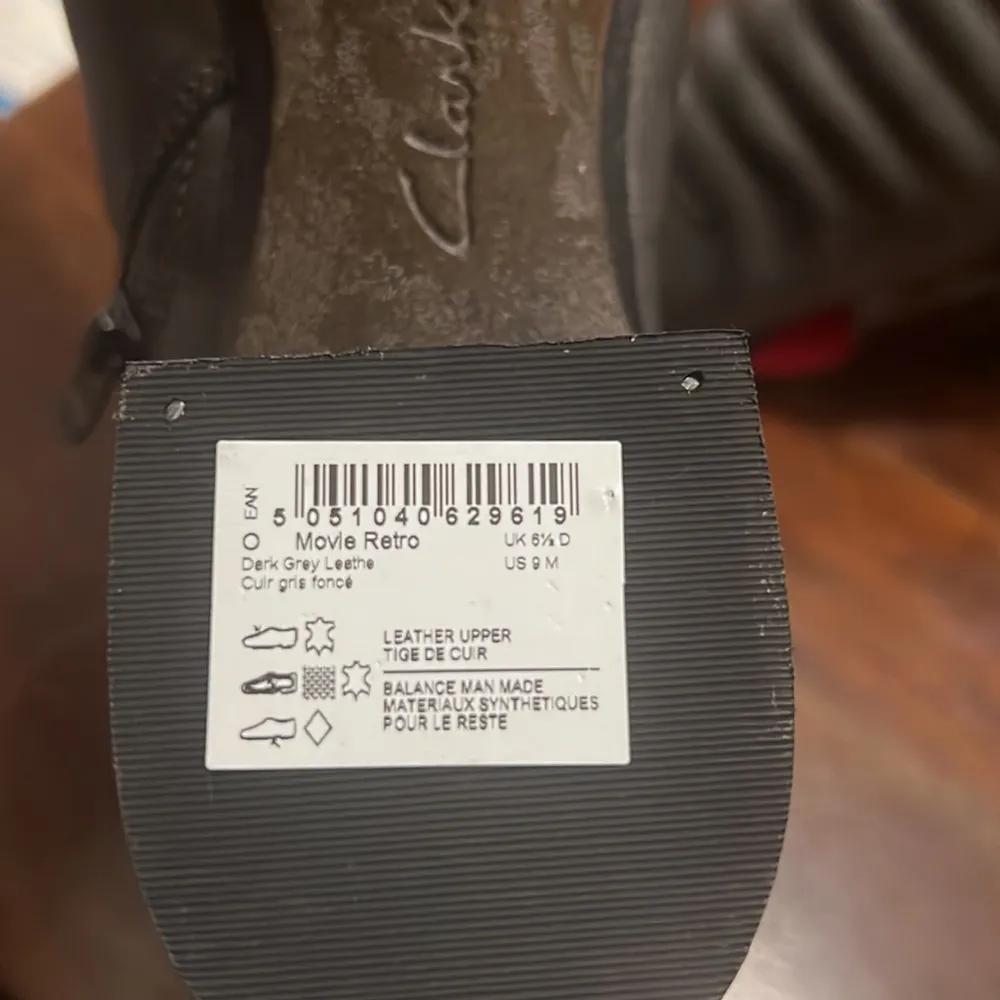 Clarks
EAN
5 051040 629619
O Movie Retro UK 6½ D
Dark Grey Leathe US 9 M
Cuir gris foncé
LEATHER UPPER
TIGE DE CUIR
BALANCE MAN MADE
MATERIAUX SYNTHETIQUES
POUR LE RESTE